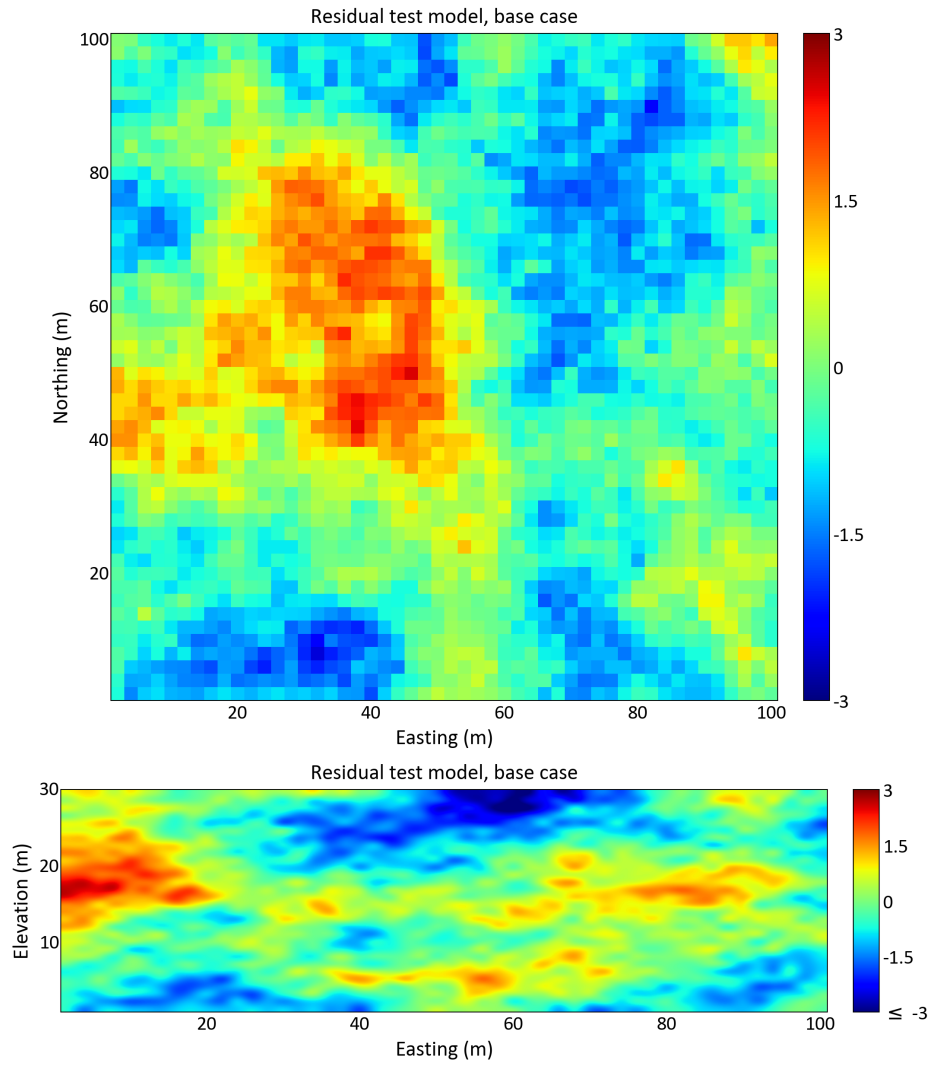 Residual test model, base case
100
80
60
40
20
Northing (m)
20 40 60 80 100
Easting (m)
3
1.5
0
-1.5
-3
Residual test model, base case
30
20
10
Elevation (m)
20 40 60 80 100
Easting (m)
3
1.5
0
-1.5
≤ -3